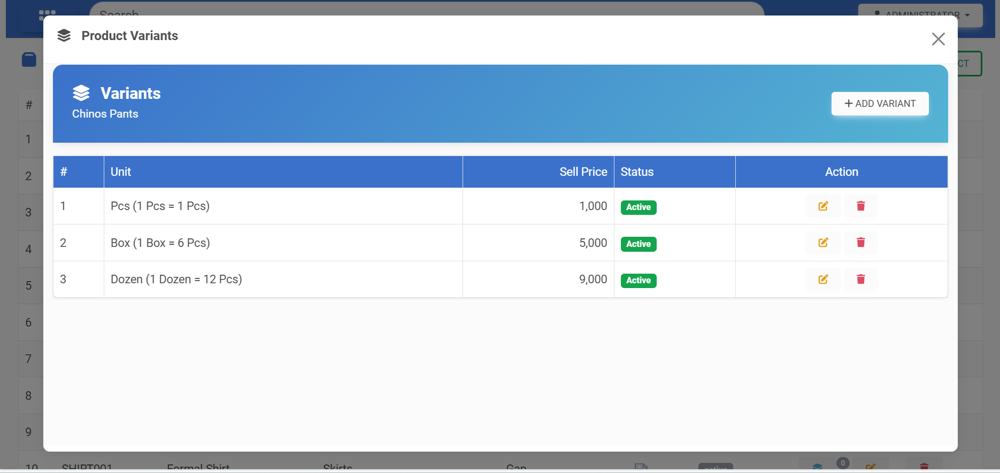 Search
ADMINISTRATOR
Product Variants
CT
Variants
Chinos Pants
+ ADD VARIANT
#
1
2
3
4
5
6
7
8
9
# Unit Sell Price Status Action
1 Pcs (1 Pcs = 1 Pcs) 1,000 Active
2 Box (1 Box = 6 Pcs) 5,000 Active
3 Dozen (1 Dozen = 12 Pcs) 9,000 Active
10 SHIRT001 Formal Shirt Skirts Gap active 0